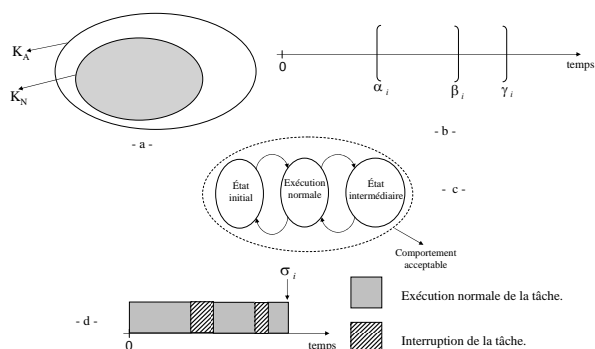 K_A
K_N
- a -
0
α_i
β_i
γ_i
temps
- b -
État initial
Exécution normale
État intermédiaire
- c -
Comportement acceptable
σ_i
- d -
0
temps
Exécution normale de la tâche.
Interruption de la tâche.